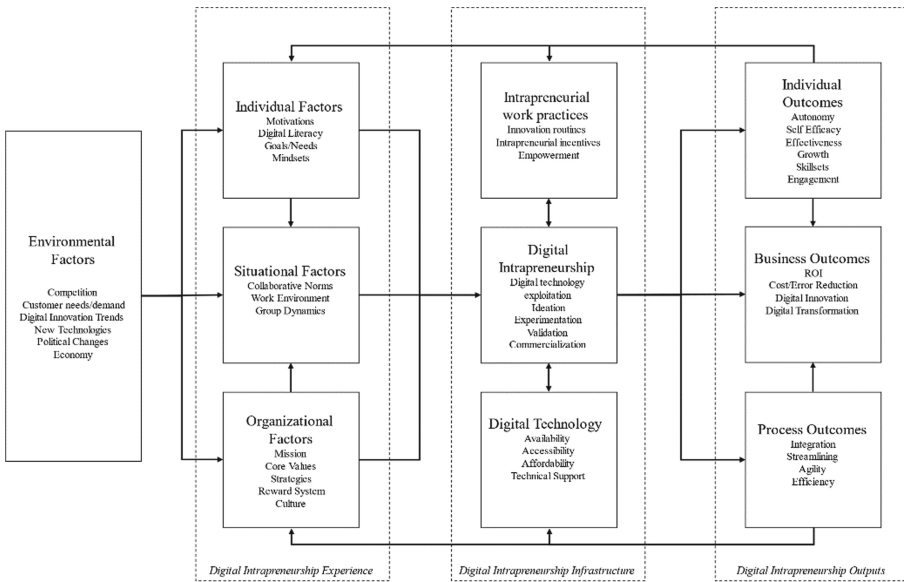 Environmental
Factors
Competition
Customer needs/demand
Digital Innovation Trends
New Technologies
Political Changes
Economy
Individual Factors
Motivations
Digital Literacy
Goals/Needs
Mindsets
Situational Factors
Collaborative Norms
Work Environment
Group Dynamics
Organizational
Factors
Mission
Core Values
Strategies
Reward System
Culture
Digital Intrapreneurship Experience
Intrapreneurial
work practices
Innovation routines
Intrapreneurial incentives
Empowerment
Digital
Intrapreneurship
Digital technology
exploitation
Ideation
Experimentation
Validation
Commercialization
Digital Technology
Availability
Accessibility
Affordability
Technical Support
Digital Intrapreneurship Infrastructure
Individual
Outcomes
Autonomy
Self Efficacy
Effectiveness
Growth
Skillsets
Engagement
Business Outcomes
ROI
Cost/Error Reduction
Digital Innovation
Digital Transformation
Process Outcomes
Integration
Streamlining
Agility
Efficiency
Digital Intrapreneurship Outputs